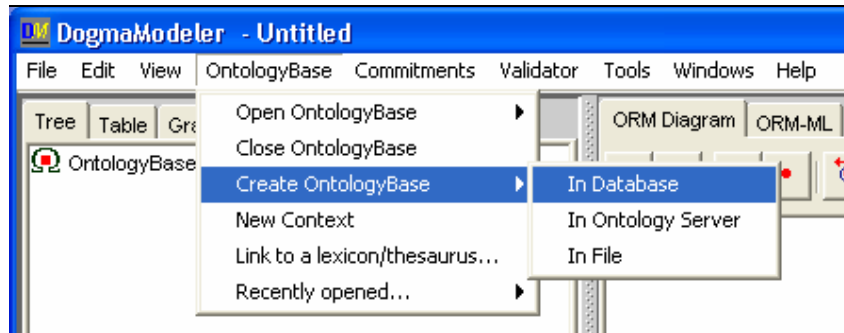 DM DogmaModeler - Untitled
File Edit View OntologyBase Commitments Validator Tools Windows Help
Tree Table Gra ORM Diagram ORM-ML
Open OntologyBase
Close OntologyBase
OntologyBase
Create OntologyBase In Database
New Context In Ontology Server
Link to a lexicon/thesaurus... In File
Recently opened...